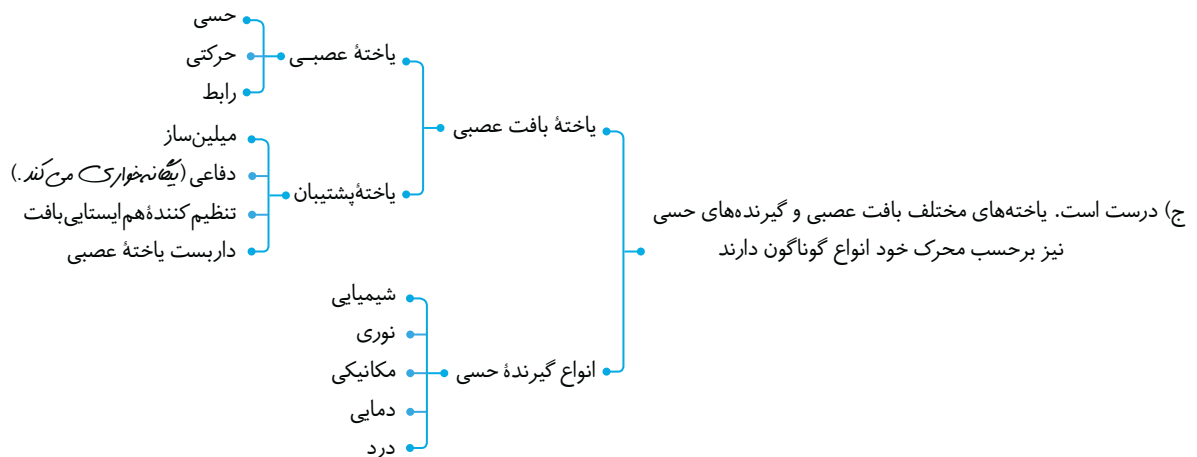 ج) درست است. یاخته‌های مختلف بافت عصبی و گیرنده‌های حسی
نیز برحسب محرک خود انواع گوناگون دارند
یاختهٔ بافت عصبی
یاختهٔ عصبـی
حسی
حرکتی
رابط
یاختهٔپشتیبان
میلین‌ساز
دفاعی (بیگانه‌خواری می‌کند.)
تنظیم‌کنندهٔ هم‌ایستایی بافت
داربست یاختهٔ عصبی
انواع گیرندهٔ حسی
شیمیایی
نوری
مکانیکی
دمایی
درد